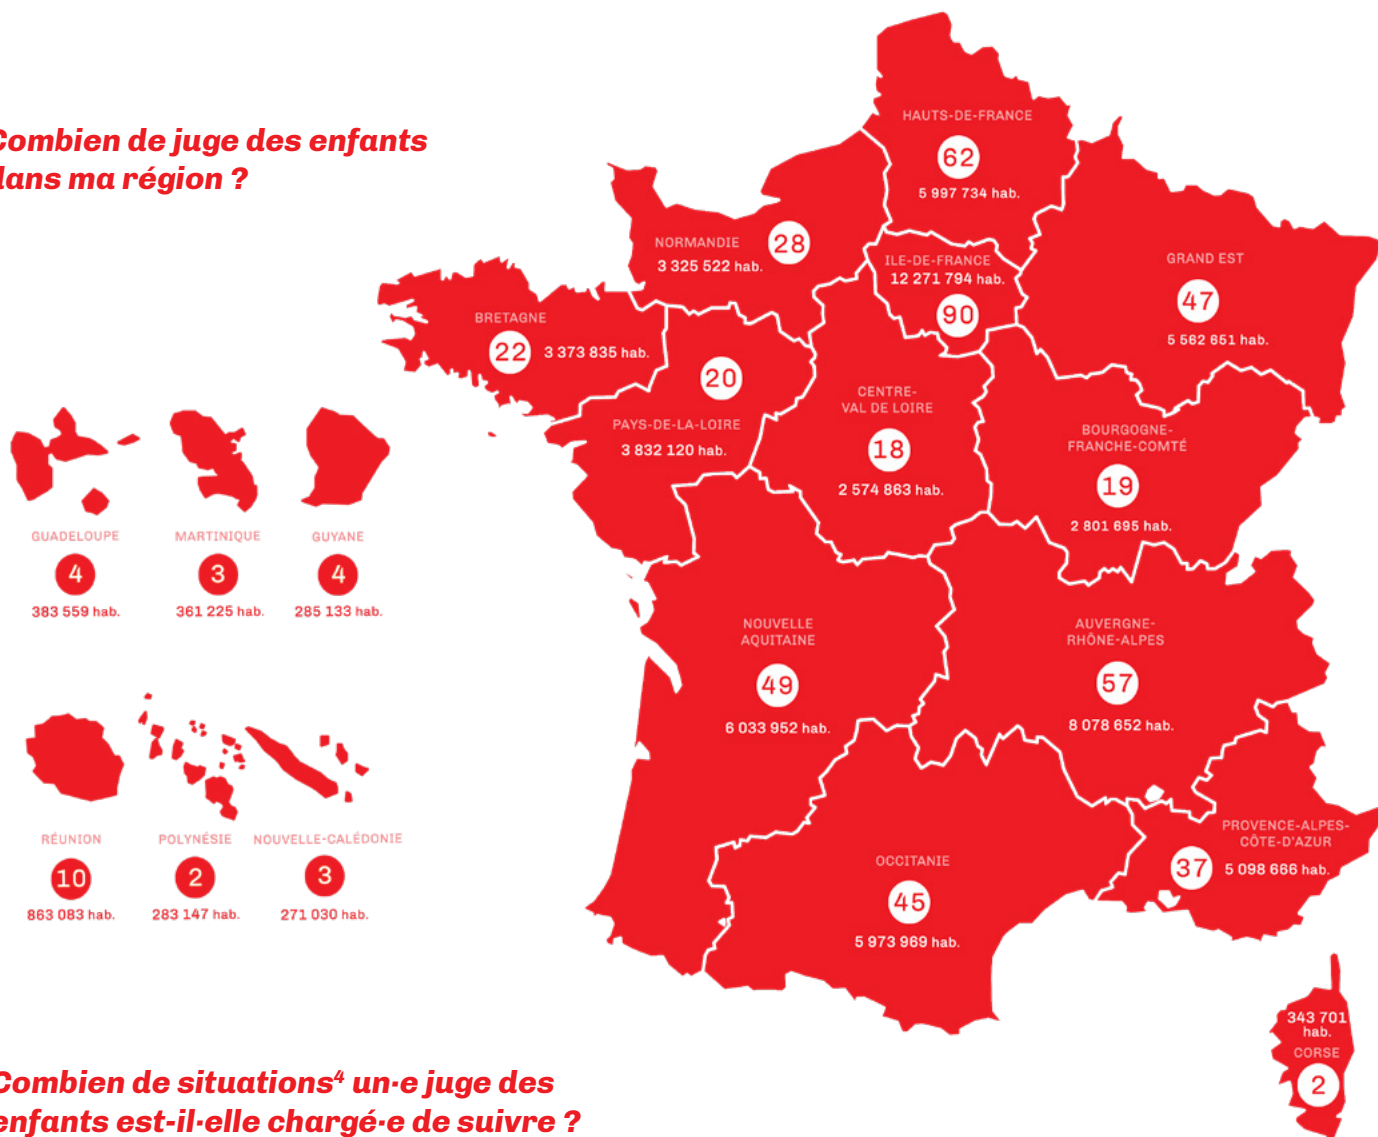 Combien de juge des enfants
dans ma région ?
HAUTS-DE-FRANCE
62
5 997 734 hab.
NORMANDIE
28
3 325 522 hab.
ILE-DE-FRANCE
12 271 794 hab.
90
GRAND EST
47
5 562 651 hab.
BRETAGNE
22
3 373 835 hab.
20
PAYS-DE-LA-LOIRE
3 832 120 hab.
CENTRE-
VAL DE LOIRE
18
2 574 863 hab.
BOURGOGNE-
FRANCHE-COMTÉ
19
2 801 695 hab.
GUADELOUPE
4
383 559 hab.
MARTINIQUE
3
361 225 hab.
GUYANE
4
285 133 hab.
NOUVELLE
AQUITAINE
49
6 033 952 hab.
AUVERGNE-
RHÔNE-ALPES
57
8 078 652 hab.
RÉUNION
10
863 083 hab.
POLYNÉSIE
2
283 147 hab.
NOUVELLE-CALÉDONIE
3
271 030 hab.
OCCITANIE
45
5 973 969 hab.
PROVENCE-ALPES-
CÔTE-D'AZUR
37
5 098 666 hab.
343 701
hab.
CORSE
2
Combien de situations⁴ un·e juge des
enfants est-il·elle chargé·e de suivre ?